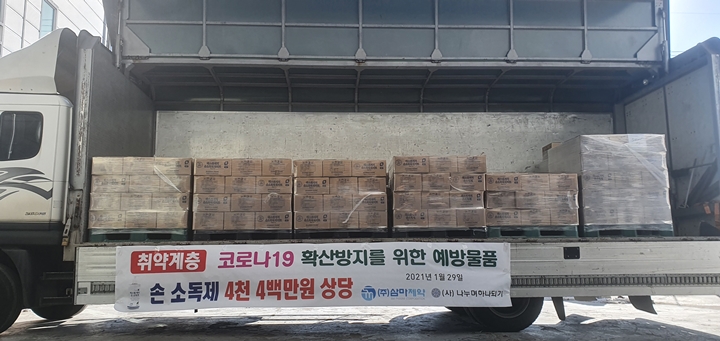 취약계층 코로나19 확산방지를 위한 예방물품
2021년 1월 29일
손 소독제 4천 4백만원 상당 (주)삼마제약 (사)나누며하나되기